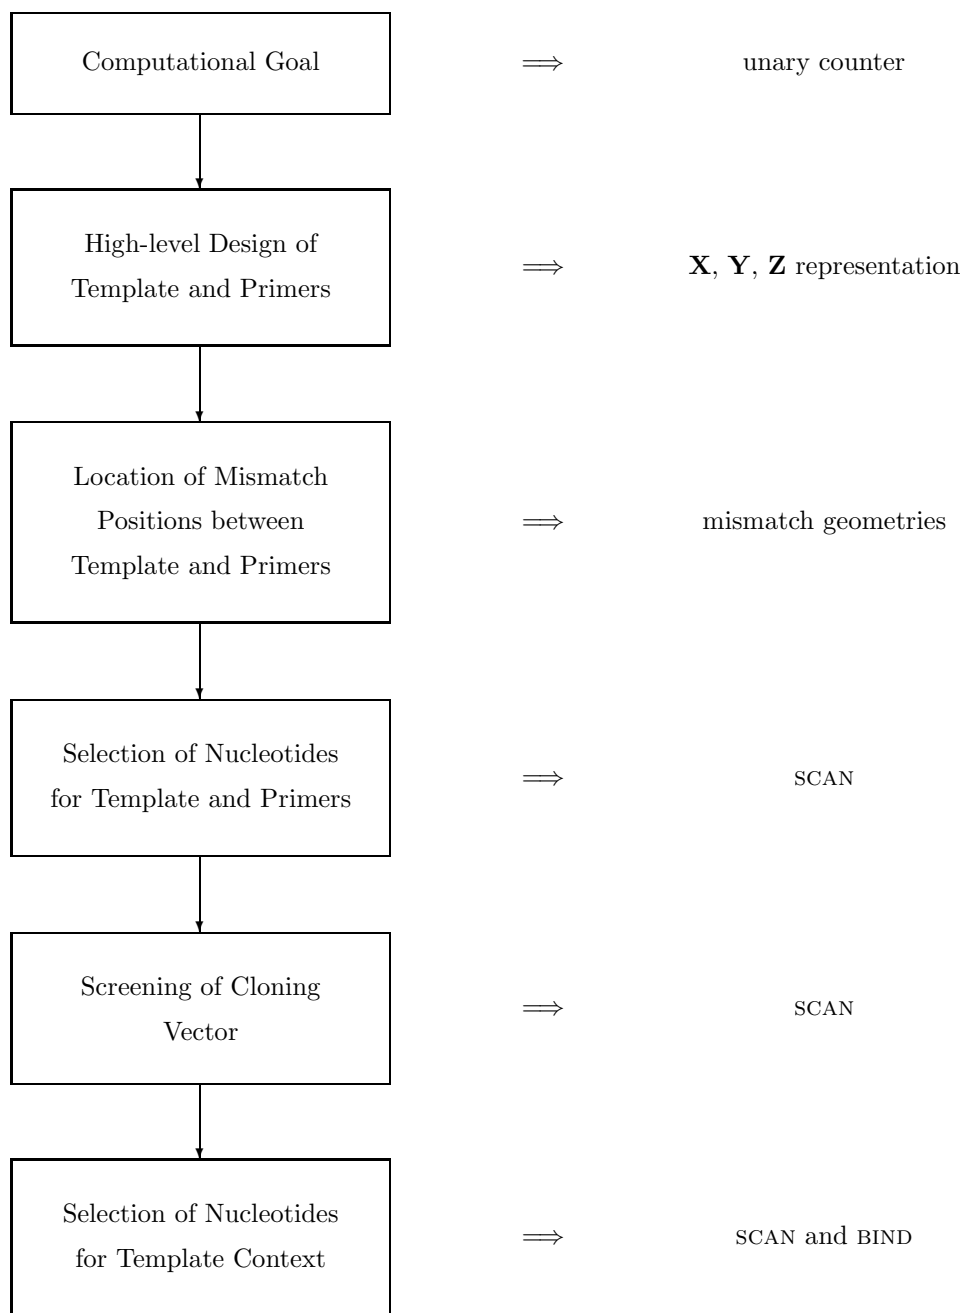 Computational Goal ⟹ unary counter
High-level Design of
Template and Primers
⟹ X, Y, Z representation
Location of Mismatch
Positions between
Template and Primers
⟹ mismatch geometries
Selection of Nucleotides
for Template and Primers
⟹ SCAN
Screening of Cloning
Vector
⟹ SCAN
Selection of Nucleotides
for Template Context
⟹ SCAN and BIND